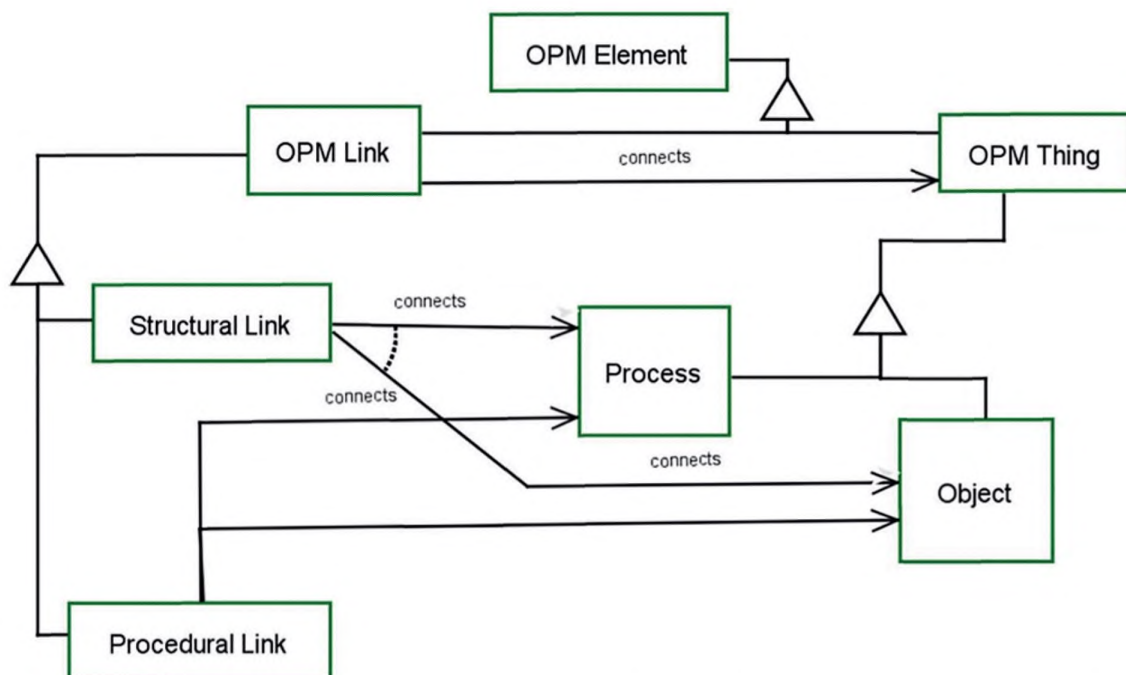 OPM Element
OPM Link
connects
OPM Thing
Structural Link
connects
Process
connects
connects
Object
Procedural Link